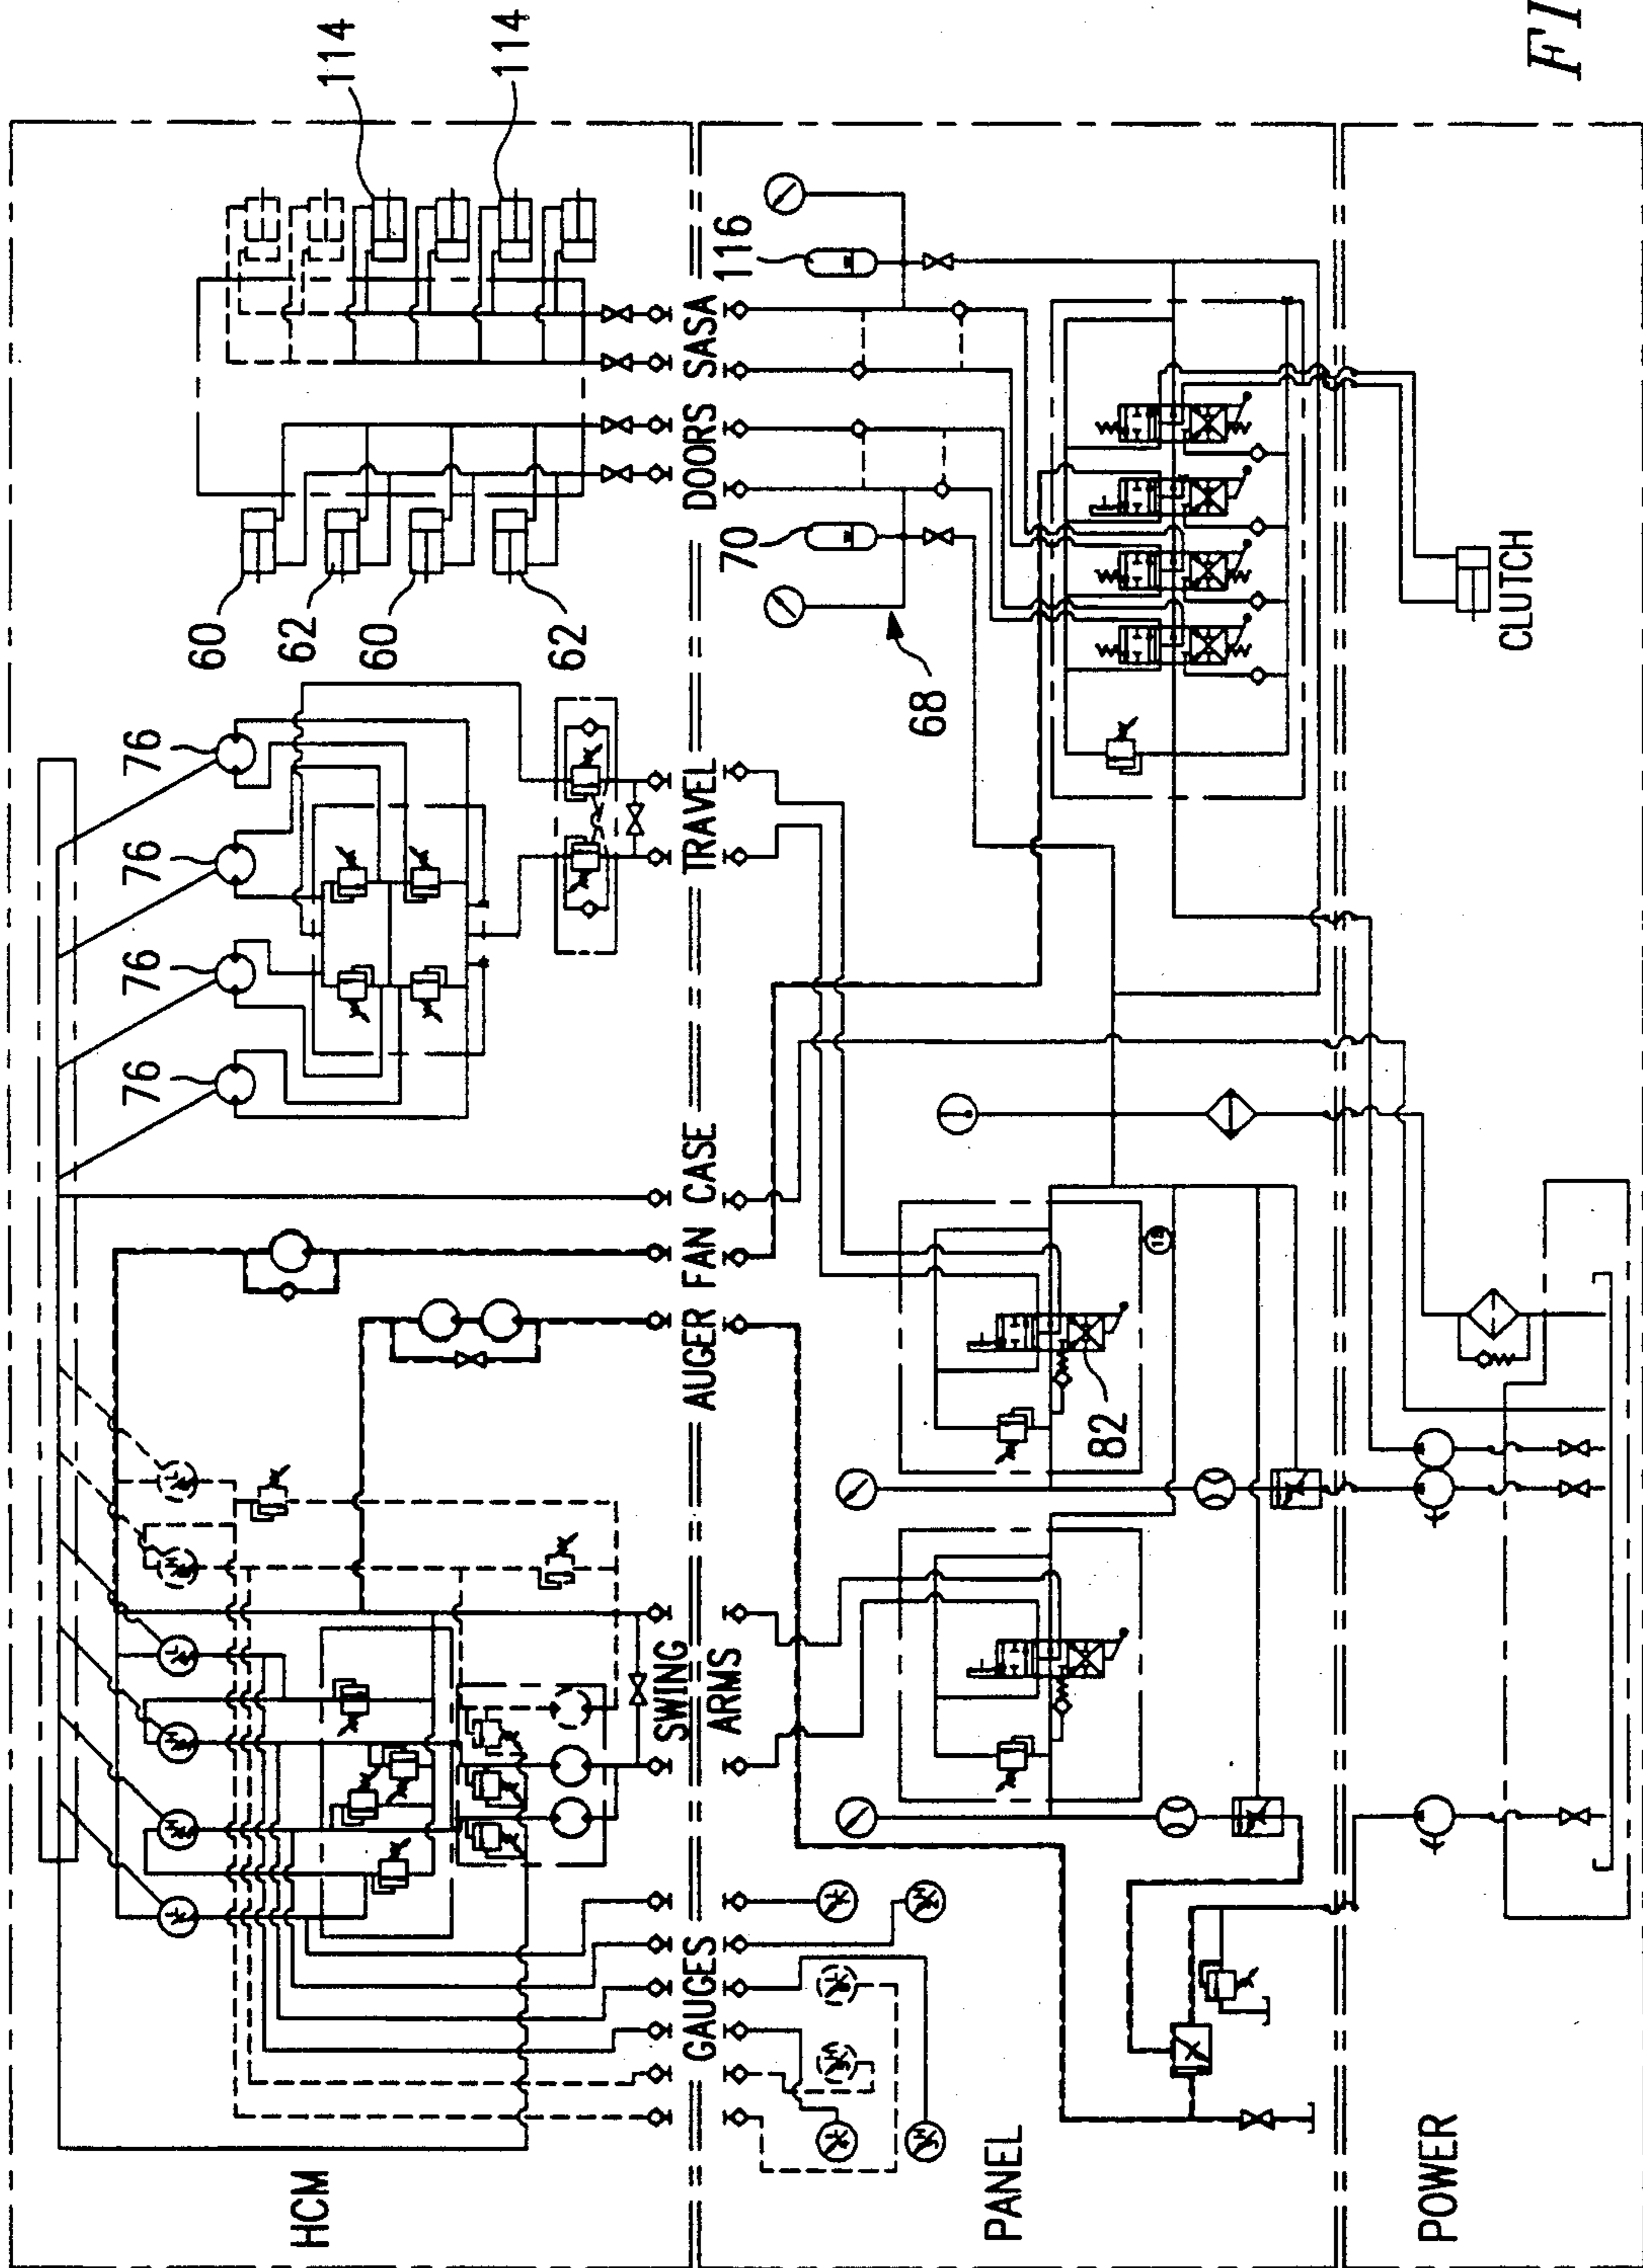 FI
114
114
60
62
60
62
76
76
76
76
HCM
GAUGES
SWING
ARMS
AUGER
FAN
CASE
TRAVEL
DOORS
SASA
116
70
68
82
PANEL
CLUTCH
POWER